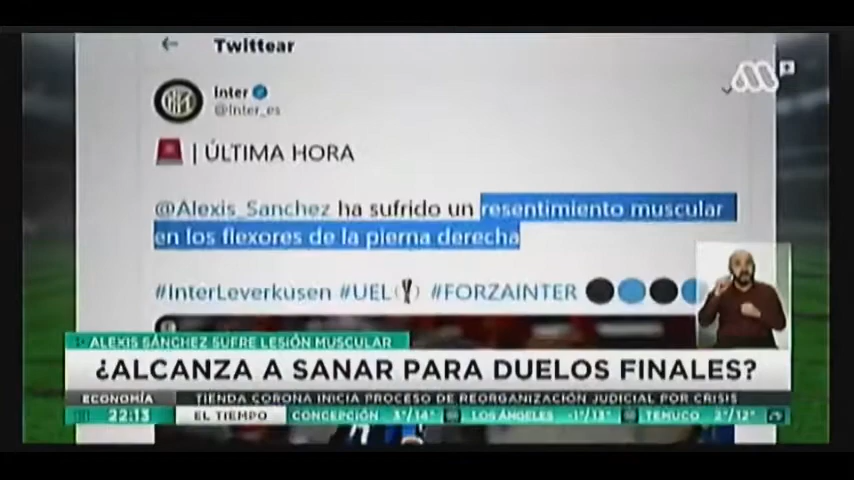 Twittear
Inter
@Inter_es
| ÚLTIMA HORA
@Alexis_Sanchez ha sufrido un resentimiento muscular
en los flexores de la pierna derecha
#InterLeverkusen #UEL #FORZAINTER
ALEXIS SÁNCHEZ SUFRE LESIÓN MUSCULAR
¿ALCANZA A SANAR PARA DUELOS FINALES?
ECONOMÍA TIENDA CORONA INICIA PROCESO DE REORGANIZACIÓN JUDICIAL POR CRISIS
22:13 EL TIEMPO CONCEPCIÓN 3°/14° LOS ÁNGELES -1°/13° TEMUCO 2°/12°